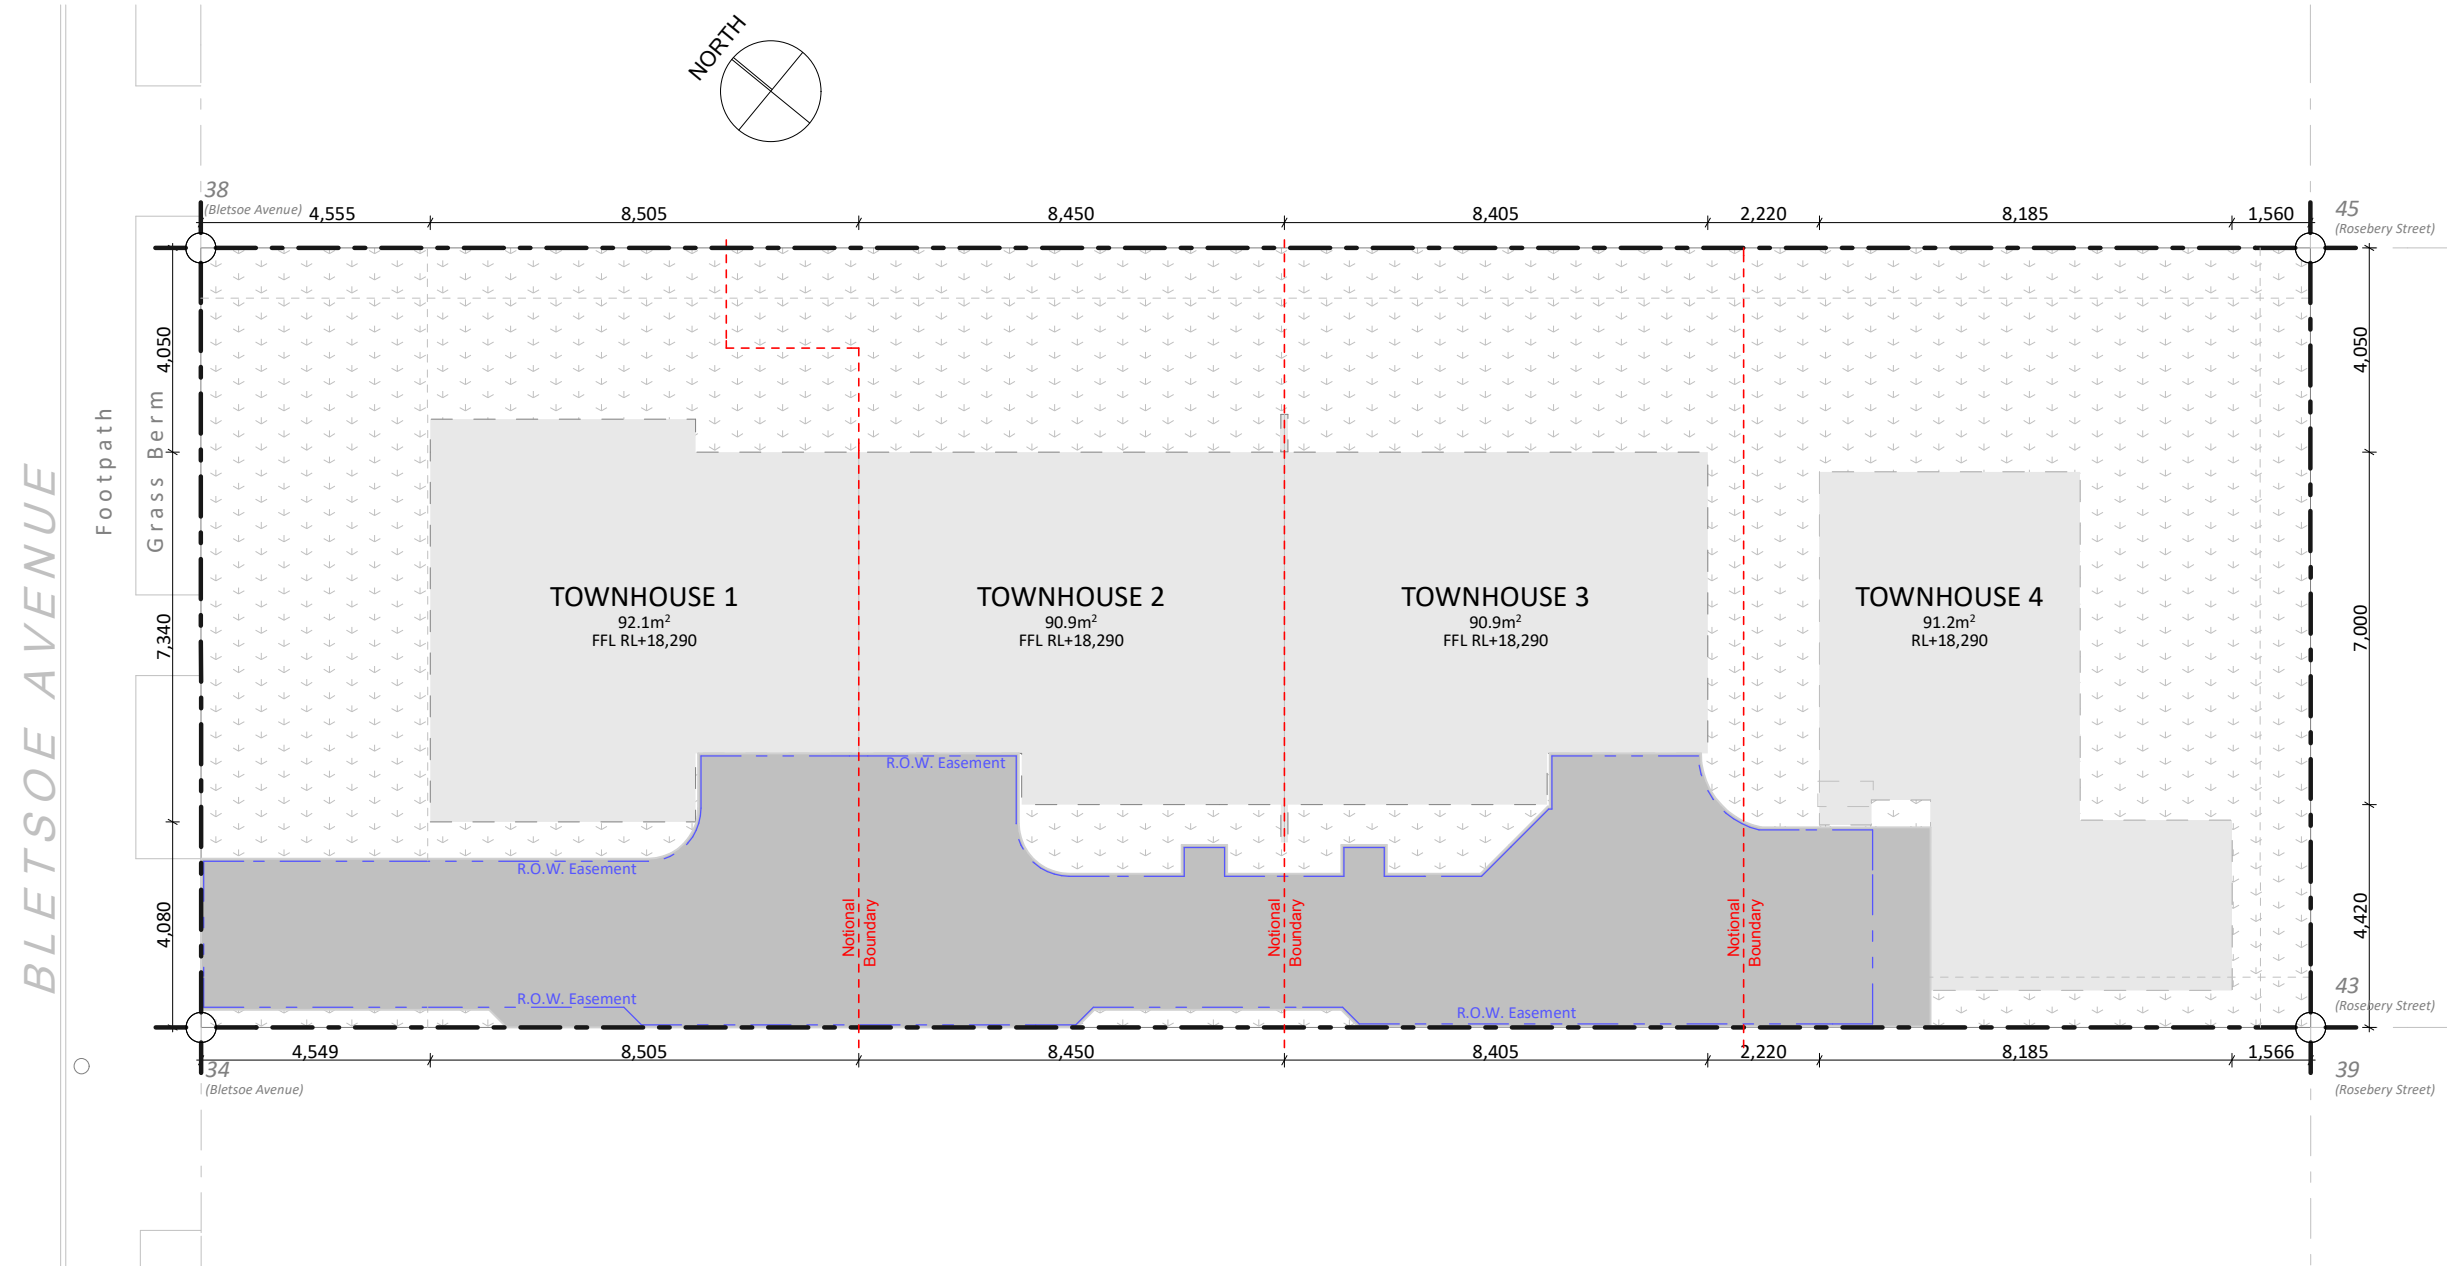 NORTH
38
(Bletsoe Avenue)
4,555
8,505
8,450
8,405
2,220
8,185
1,560
45
(Rosebery Street)
4,050
7,340
4,080
4,050
7,000
4,420
BLETSOE AVENUE
Footpath
Grass Berm
TOWNHOUSE 1
92.1m²
FFL RL+18,290
TOWNHOUSE 2
90.9m²
FFL RL+18,290
TOWNHOUSE 3
90.9m²
FFL RL+18,290
TOWNHOUSE 4
91.2m²
RL+18,290
R.O.W. Easement
R.O.W. Easement
Notional
Boundary
Notional
Boundary
Notional
Boundary
R.O.W. Easement
R.O.W. Easement
43
(Rosebery Street)
4,549
8,505
8,450
8,405
2,220
8,185
1,566
34
(Bletsoe Avenue)
39
(Rosebery Street)